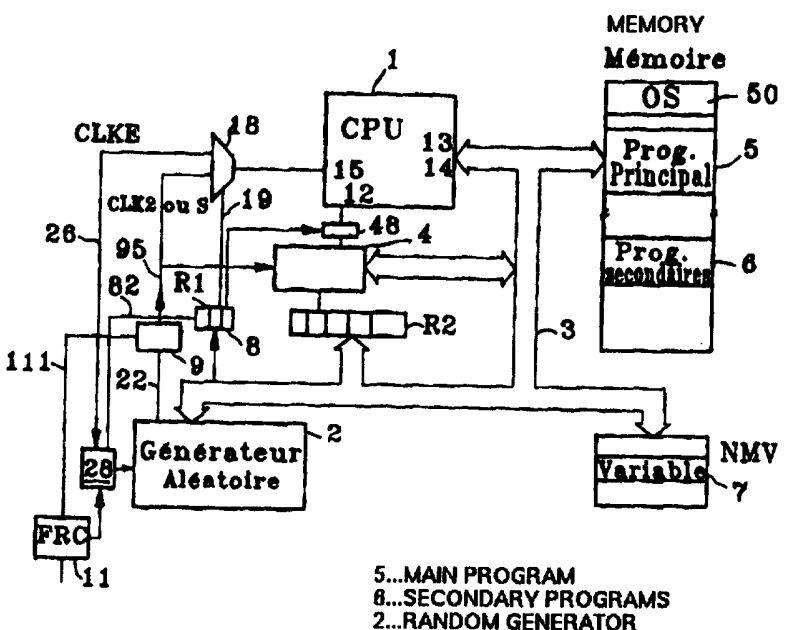 MEMORY
Mémoire
1
OS
50
CLKE
18
CPU
13
14
15
12
Prog.
Principal
5
CLK2 ou S
19
48
26
4
95
Prog.
secondaires
6
82
R1
R2
8
3
111
9
22
2
Générateur
Aléatoire
28
NMV
Variable
7
FRC
11
5...MAIN PROGRAM
6...SECONDARY PROGRAMS
2...RANDOM GENERATOR